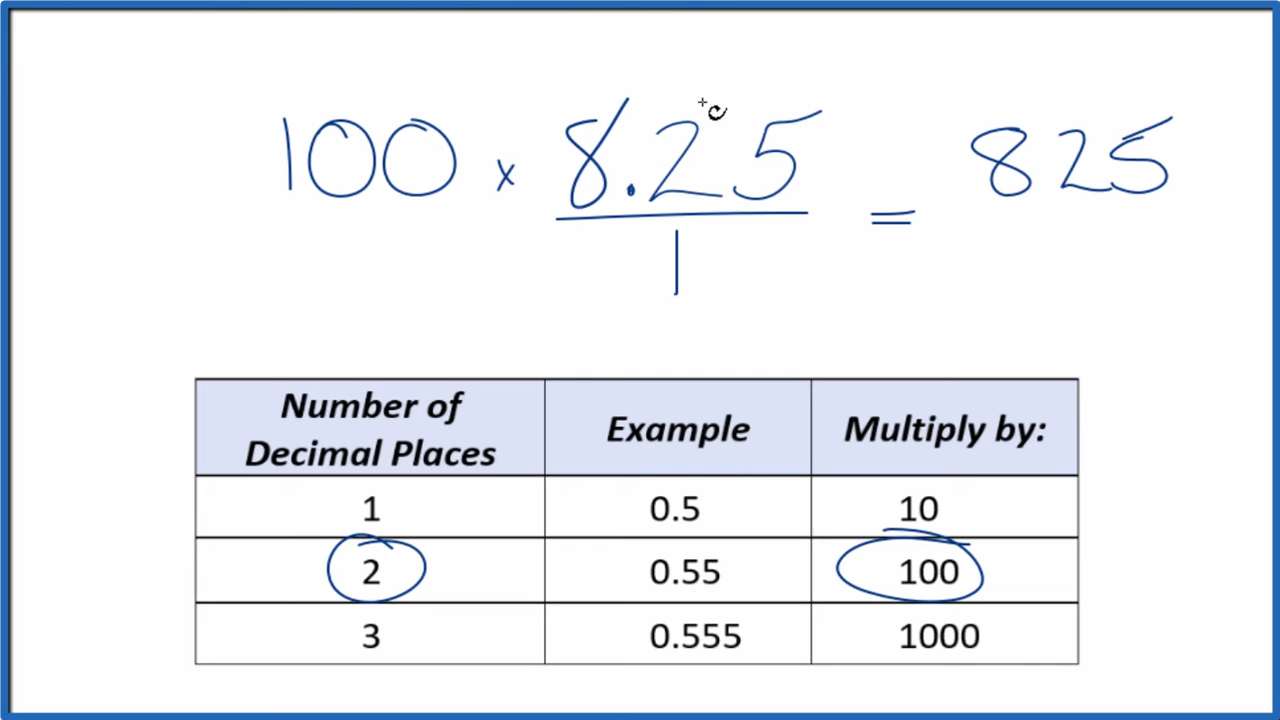 100 x 8.25 = 825
1
Number of Decimal Places Example Multiply by:
1 0.5 10
2 0.55 100
3 0.555 1000